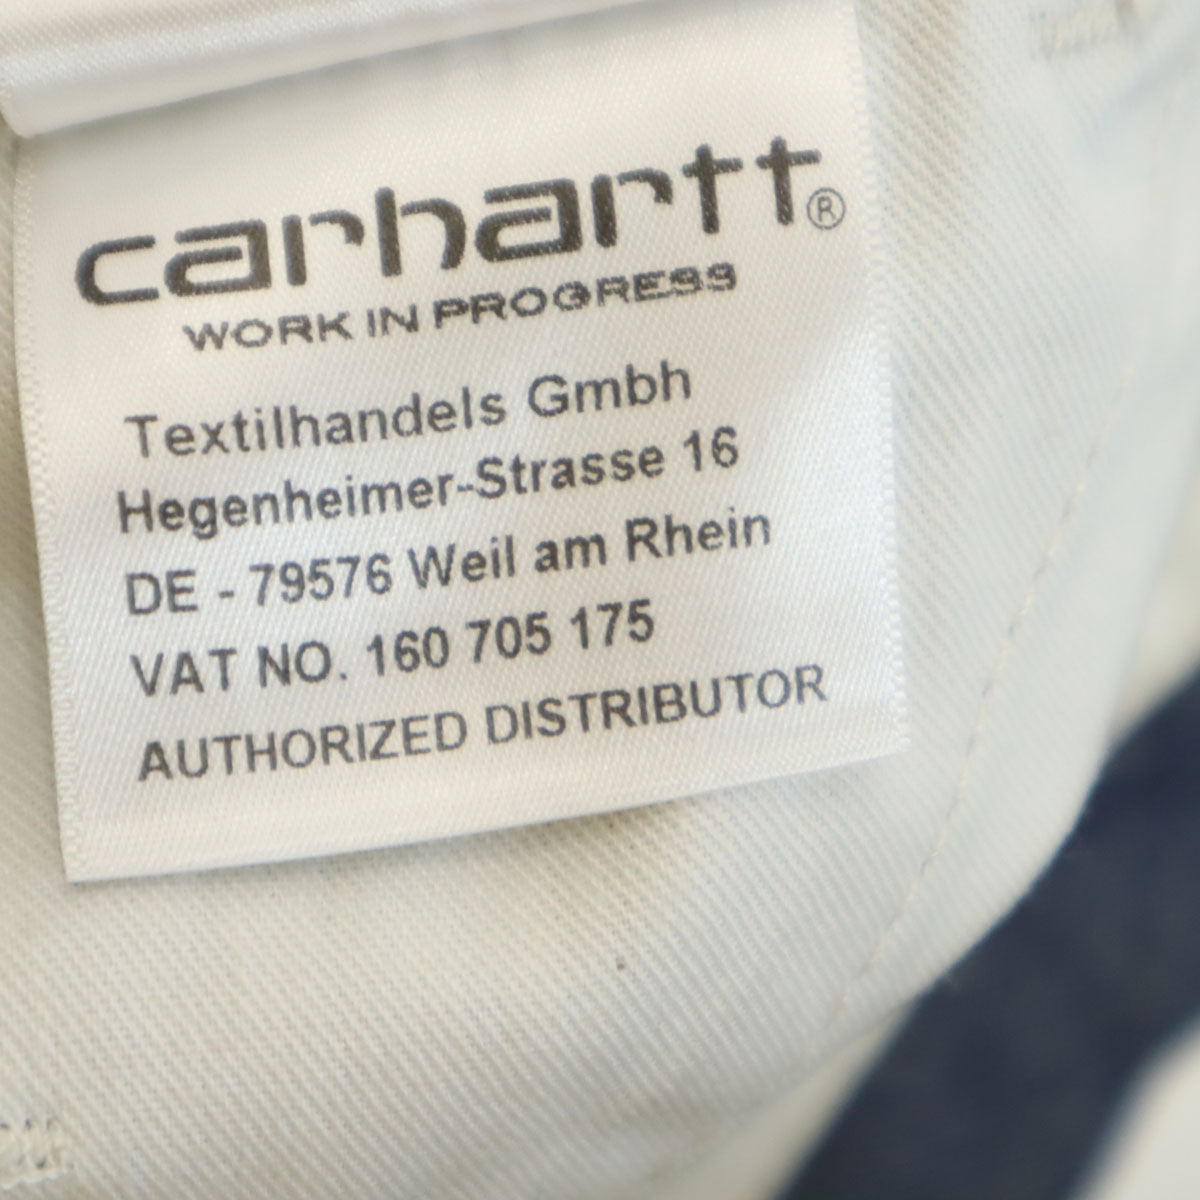 carhartt®
WORK IN PROGRESS
Textilhandels Gmbh
Hegenheimer-Strasse 16
DE - 79576 Weil am Rhein
VAT NO. 160 705 175
AUTHORIZED DISTRIBUTOR